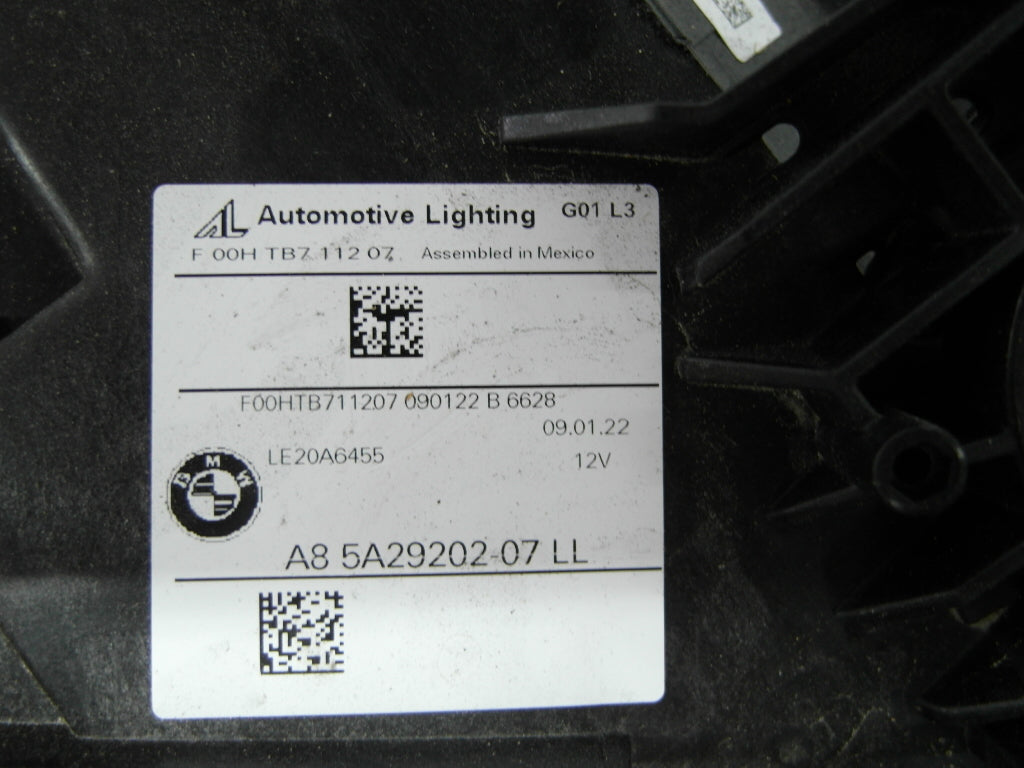 AL Automotive Lighting G01 L3
F 00H TB7 112 07 Assembled in Mexico
F00HTB711207 090122 B 6628
09.01.22
LE20A6455 12V
BMW
A8 5A29202-07 LL